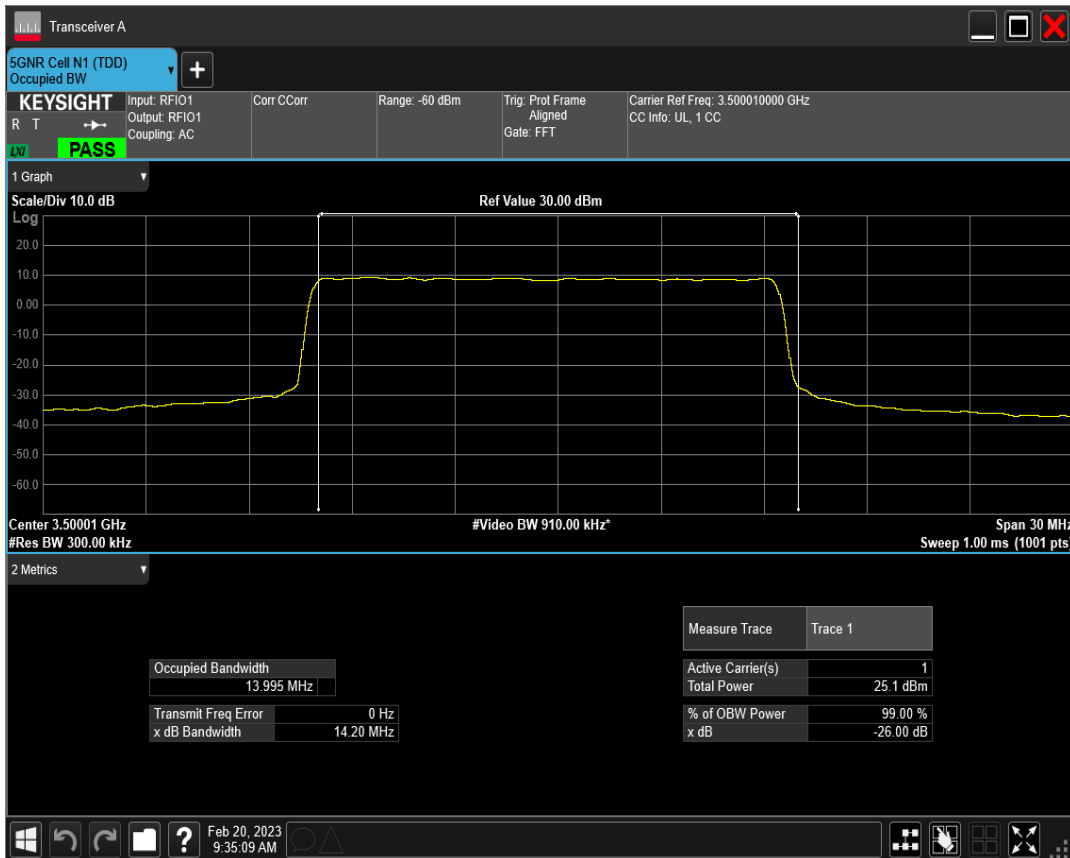 Transceiver A
5GNR Cell N1 (TDD)
Occupied BW
+
KEYSIGHT
R T
LXI
PASS
Input: RFIO1
Output: RFIO1
Coupling: AC
Corr CCorr
Range: -60 dBm
Trig: Prot Frame
Aligned
Gate: FFT
Carrier Ref Freq: 3.500010000 GHz
CC Info: UL, 1 CC
1 Graph
Scale/Div 10.0 dB
Ref Value 30.00 dBm
Log
20.0
10.0
0.00
-10.0
-20.0
-30.0
-40.0
-50.0
-60.0
Center 3.50001 GHz
#Video BW 910.00 kHz*
Span 30 MHz
#Res BW 300.00 kHz
Sweep 1.00 ms (1001 pts)
2 Metrics
Measure Trace Trace 1
Occupied Bandwidth
13.995 MHz
Active Carrier(s) 1
Total Power 25.1 dBm
Transmit Freq Error 0 Hz
x dB Bandwidth 14.20 MHz
% of OBW Power 99.00 %
x dB -26.00 dB
?
Feb 20, 2023
9:35:09 AM